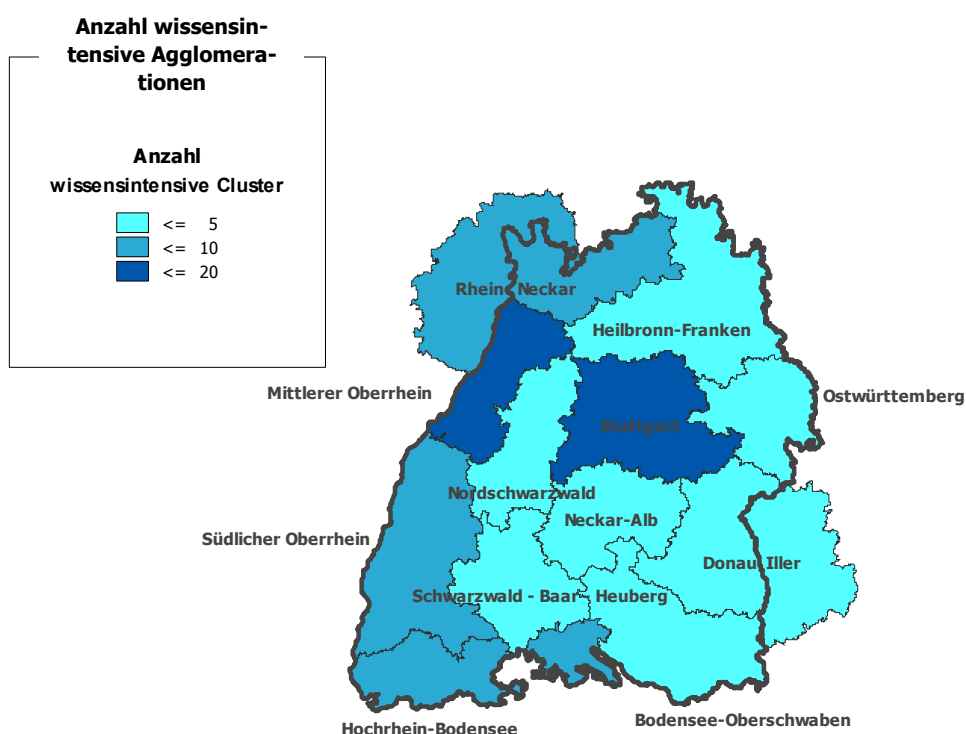 Anzahl wissensin-
tensive Agglomera-
tionen
Anzahl
wissensintensive Cluster
<= 5
<= 10
<= 20
Rhein Neckar
Heilbronn-Franken
Mittlerer Oberrhein
Ostwürttemberg
Stuttgart
Nordschwarzwald
Neckar-Alb
Südlicher Oberrhein
Donau Iller
Schwarzwald - Baar Heuberg
Hochrhein-Bodensee
Bodensee-Oberschwaben